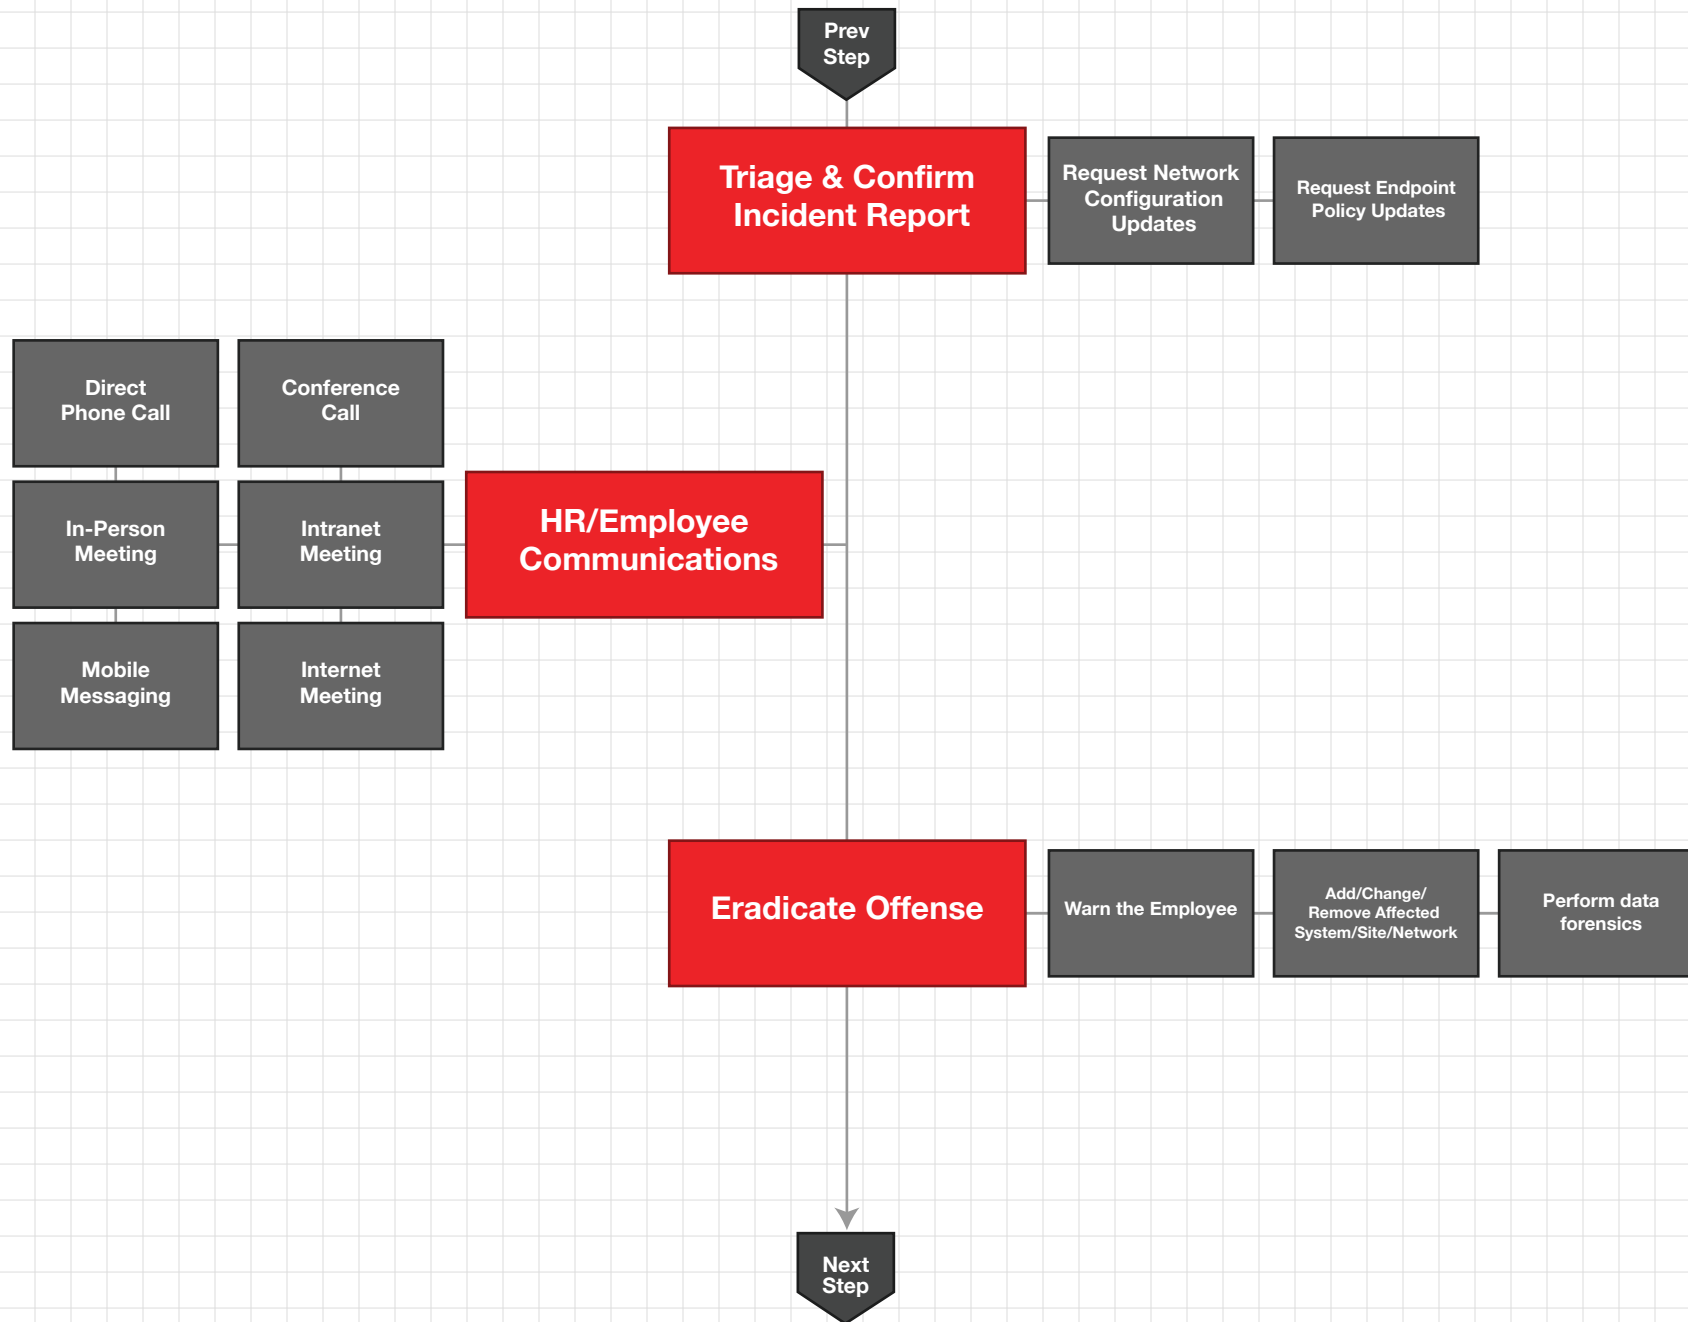 Prev
Step
Triage & Confirm
Incident Report
Request Network
Configuration
Updates
Request Endpoint
Policy Updates
Direct
Phone Call
Conference
Call
In-Person
Meeting
Intranet
Meeting
HR/Employee
Communications
Mobile
Messaging
Internet
Meeting
Eradicate Offense
Warn the Employee
Add/Change/
Remove Affected
System/Site/Network
Perform data
forensics
Next
Step